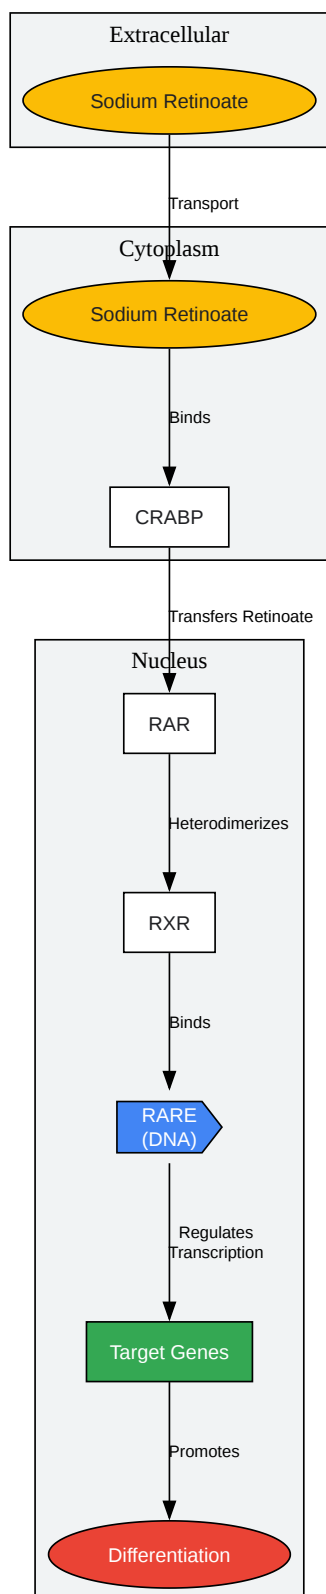 Extracellular
Sodium Retinoate
Transport
Cytoplasm
Sodium Retinoate
Binds
CRABP
Transfers Retinoate
Nucleus
RAR
Heterodimerizes
RXR
Binds
RARE
(DNA)
Regulates
Transcription
Target Genes
Promotes
Differentiation